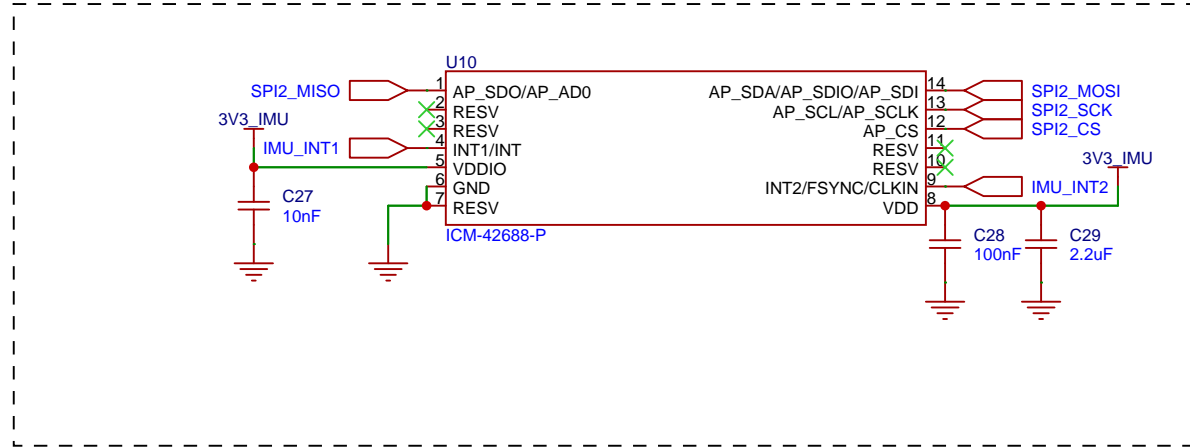 U10
SPI2_MISO 1 AP_SDO/AP_AD0 AP_SDA/AP_SDIO/AP_SDI 14 SPI2_MOSI
2 RESV AP_SCL/AP_SCLK 13 SPI2_SCK
3V3_IMU 3 RESV AP_CS 12 SPI2_CS
IMU_INT1 4 INT1/INT RESV 11
5 VDDIO RESV 10 3V3_IMU
6 GND INT2/FSYNC/CLKIN 9 IMU_INT2
7 RESV VDD 8
C27
10nF
ICM-42688-P
C28 C29
100nF 2.2uF